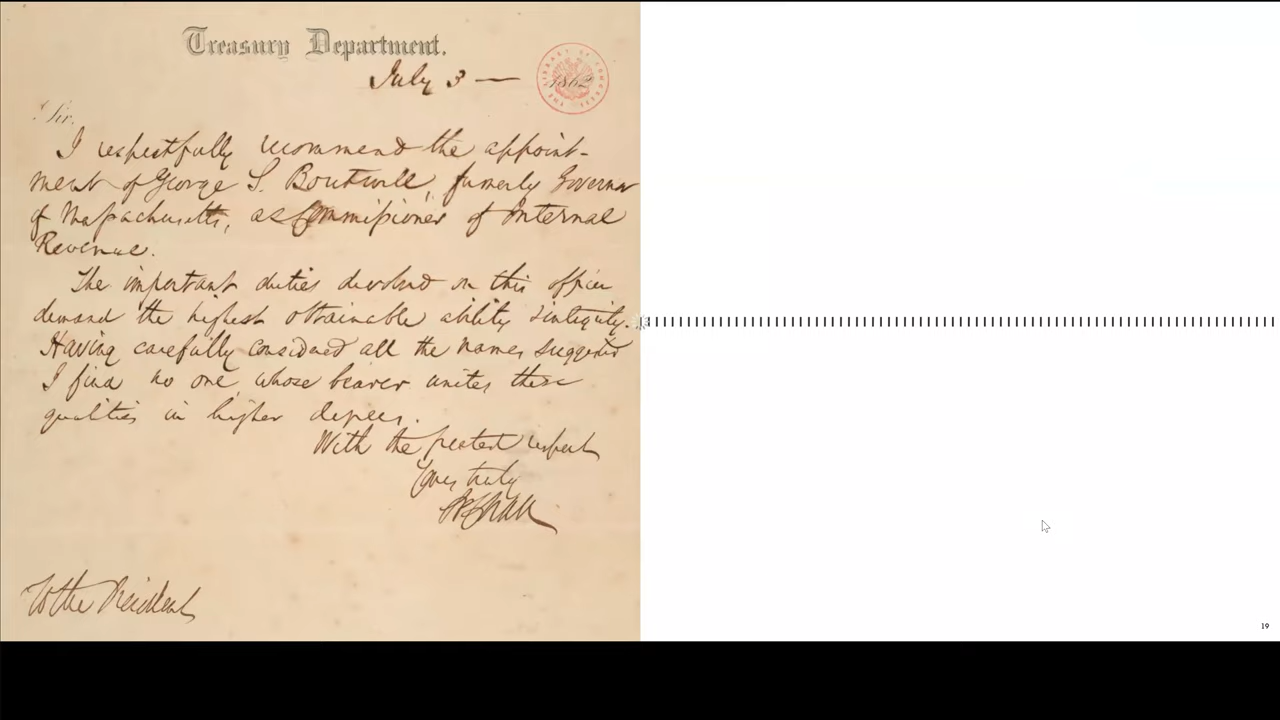 Treasury Department.
July 3 —
1862
Sir,
I respectfully recommend the appoint-
ment of George S. Boutwell, formerly Governor
of Massachusetts, as Commissioner of Internal
Revenue.
The important duties devolved on this officer
demand the highest obtainable ability & integrity.
Having carefully considered all the names suggested
I find no one, whose bearer unites these
qualities in higher degree.
With the greatest respect
Yours truly
To the President
19